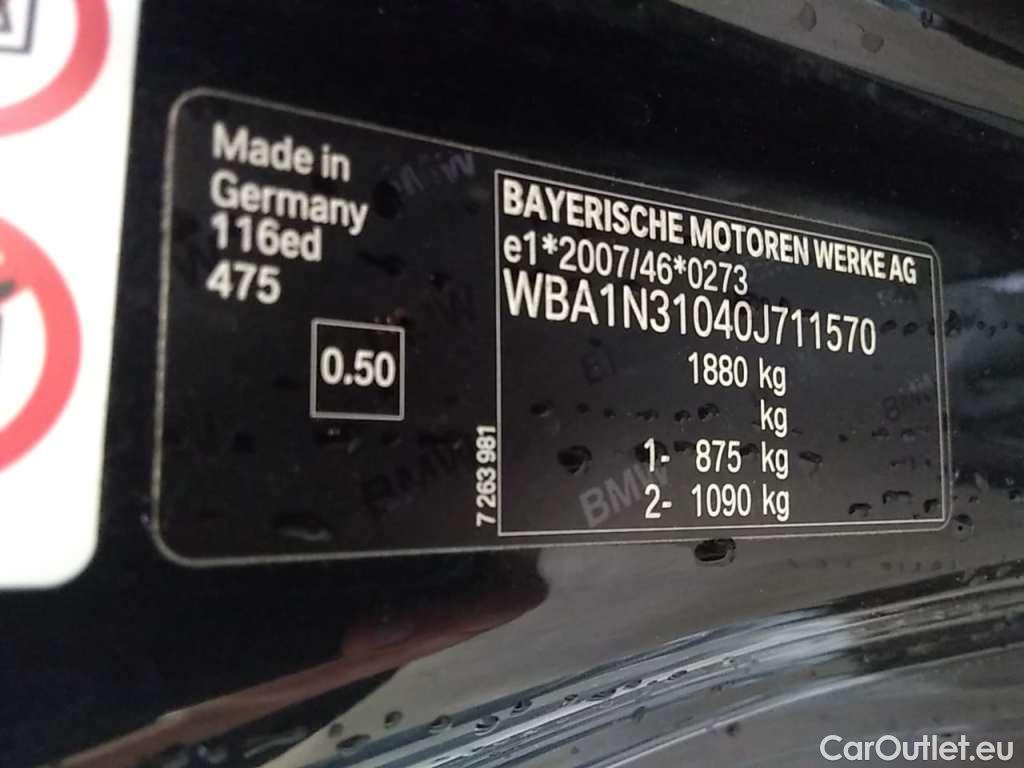 Made in
Germany
116ed
475
0.50
7 263 981
BAYERISCHE MOTOREN WERKE AG
e1*2007/46*0273
WBA1N31040J711570
1880 kg
kg
1- 875 kg
2- 1090 kg
BMW
CarOutlet.eu